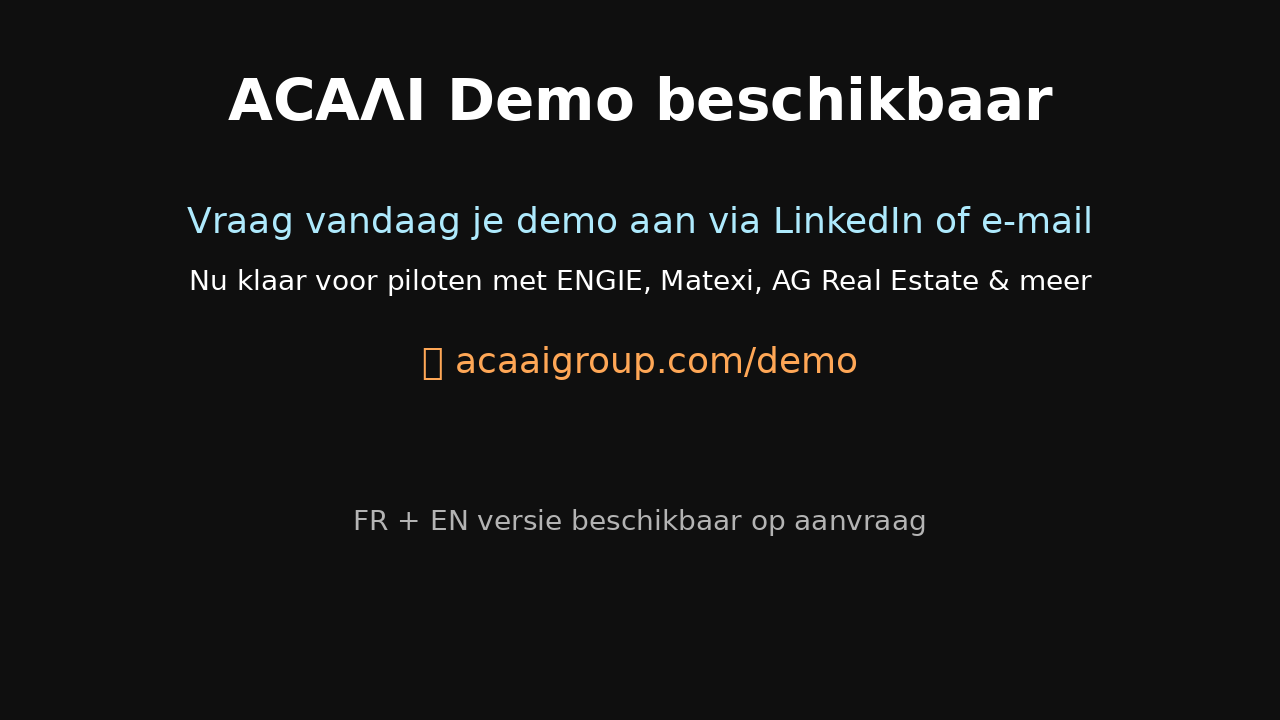 ACAΛI Demo beschikbaar
Vraag vandaag je demo aan via LinkedIn of e-mail
Nu klaar voor piloten met ENGIE, Matexi, AG Real Estate & meer
acaaigroup.com/demo
FR + EN versie beschikbaar op aanvraag